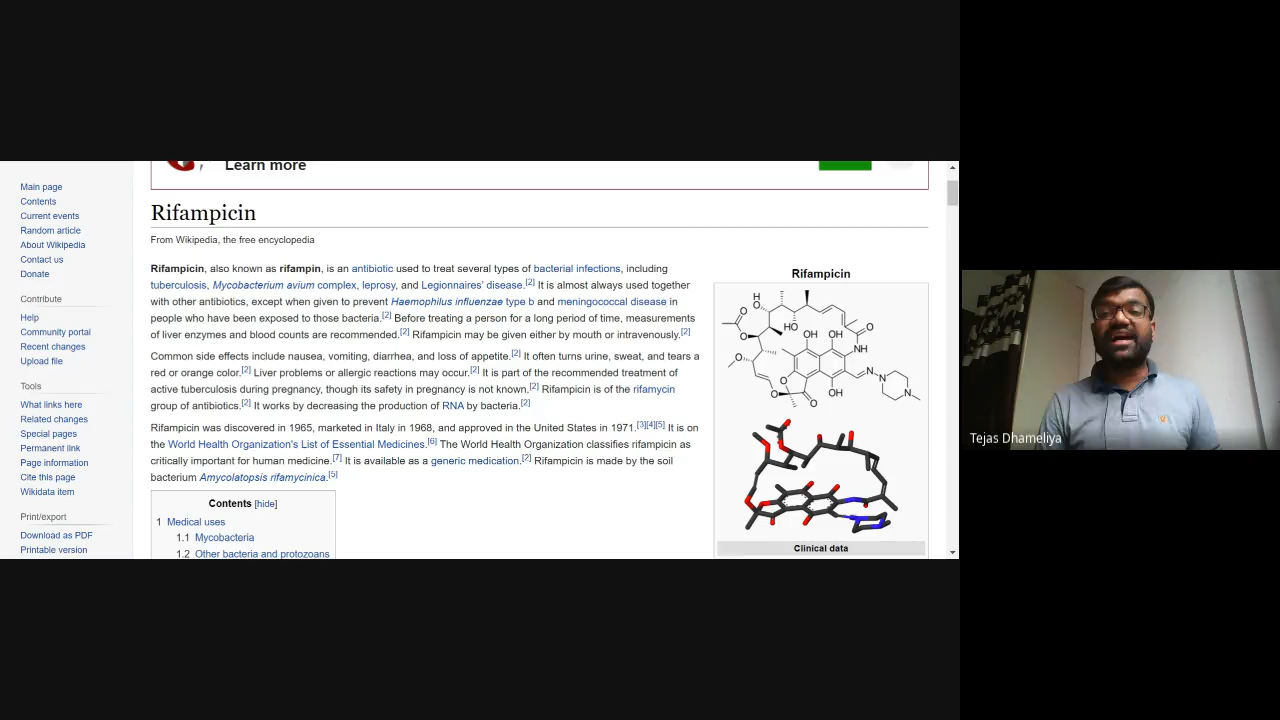 Learn more
Main page
Contents
Current events
Random article
About Wikipedia
Contact us
Donate
Contribute
Help
Community portal
Recent changes
Upload file
Tools
What links here
Related changes
Special pages
Permanent link
Page information
Cite this page
Wikidata item
Print/export
Download as PDF
Printable version
Rifampicin
From Wikipedia, the free encyclopedia
Rifampicin, also known as rifampin, is an antibiotic used to treat several types of bacterial infections, including
tuberculosis, Mycobacterium avium complex, leprosy, and Legionnaires' disease.[2] It is almost always used together
with other antibiotics, except when given to prevent Haemophilus influenzae type b and meningococcal disease in
people who have been exposed to those bacteria.[2] Before treating a person for a long period of time, measurements
of liver enzymes and blood counts are recommended.[2] Rifampicin may be given either by mouth or intravenously.[2]
Common side effects include nausea, vomiting, diarrhea, and loss of appetite.[2] It often turns urine, sweat, and tears a
red or orange color.[2] Liver problems or allergic reactions may occur.[2] It is part of the recommended treatment of
active tuberculosis during pregnancy, though its safety in pregnancy is not known.[2] Rifampicin is of the rifamycin
group of antibiotics.[2] It works by decreasing the production of RNA by bacteria.[2]
Rifampicin was discovered in 1965, marketed in Italy in 1968, and approved in the United States in 1971.[3][4][5] It is on
the World Health Organization's List of Essential Medicines.[6] The World Health Organization classifies rifampicin as
critically important for human medicine.[7] It is available as a generic medication.[2] Rifampicin is made by the soil
bacterium Amycolatopsis rifamycinica.[5]
Contents [hide]
1 Medical uses
1.1 Mycobacteria
1.2 Other bacteria and protozoans
Rifampicin
H
O
HO
O
O
OH
OH
O
NH
O
O
O
O
OH
N
N
N
Clinical data
Tejas Dhameliya